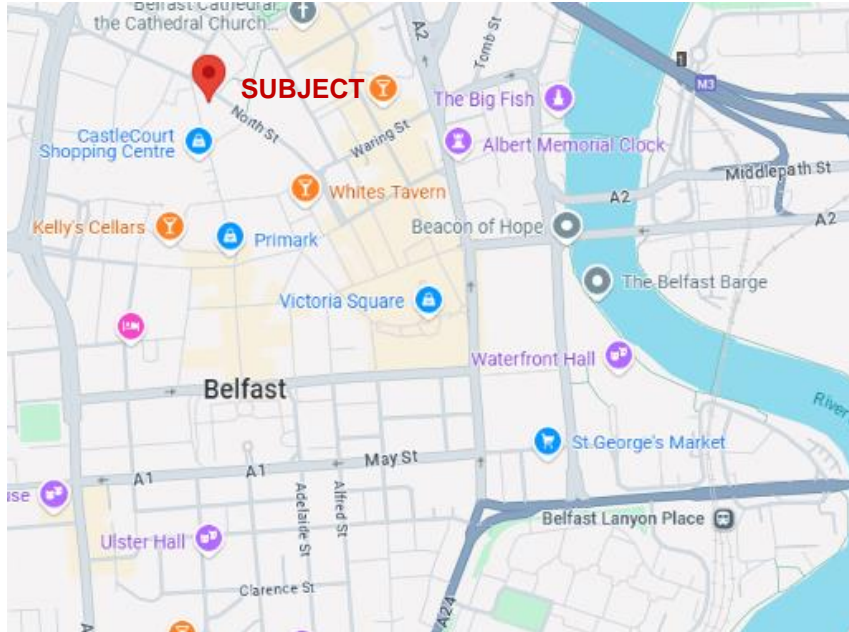 Belfast Cathedral,
the Cathedral Church...
A2
Tomb St
M3
SUBJECT
The Big Fish
North St
CastleCourt
Shopping Centre
Waring St
Albert Memorial Clock
Middlepath St
Whites Tavern
A2
Kelly's Cellars
Primark
Beacon of Hope
A2
The Belfast Barge
Victoria Square
Waterfront Hall
Belfast
River
St George's Market
May St
A1
A1
use
Adelaide St
Alfred St
Belfast Lanyon Place
Ulster Hall
Clarence St
A24
A